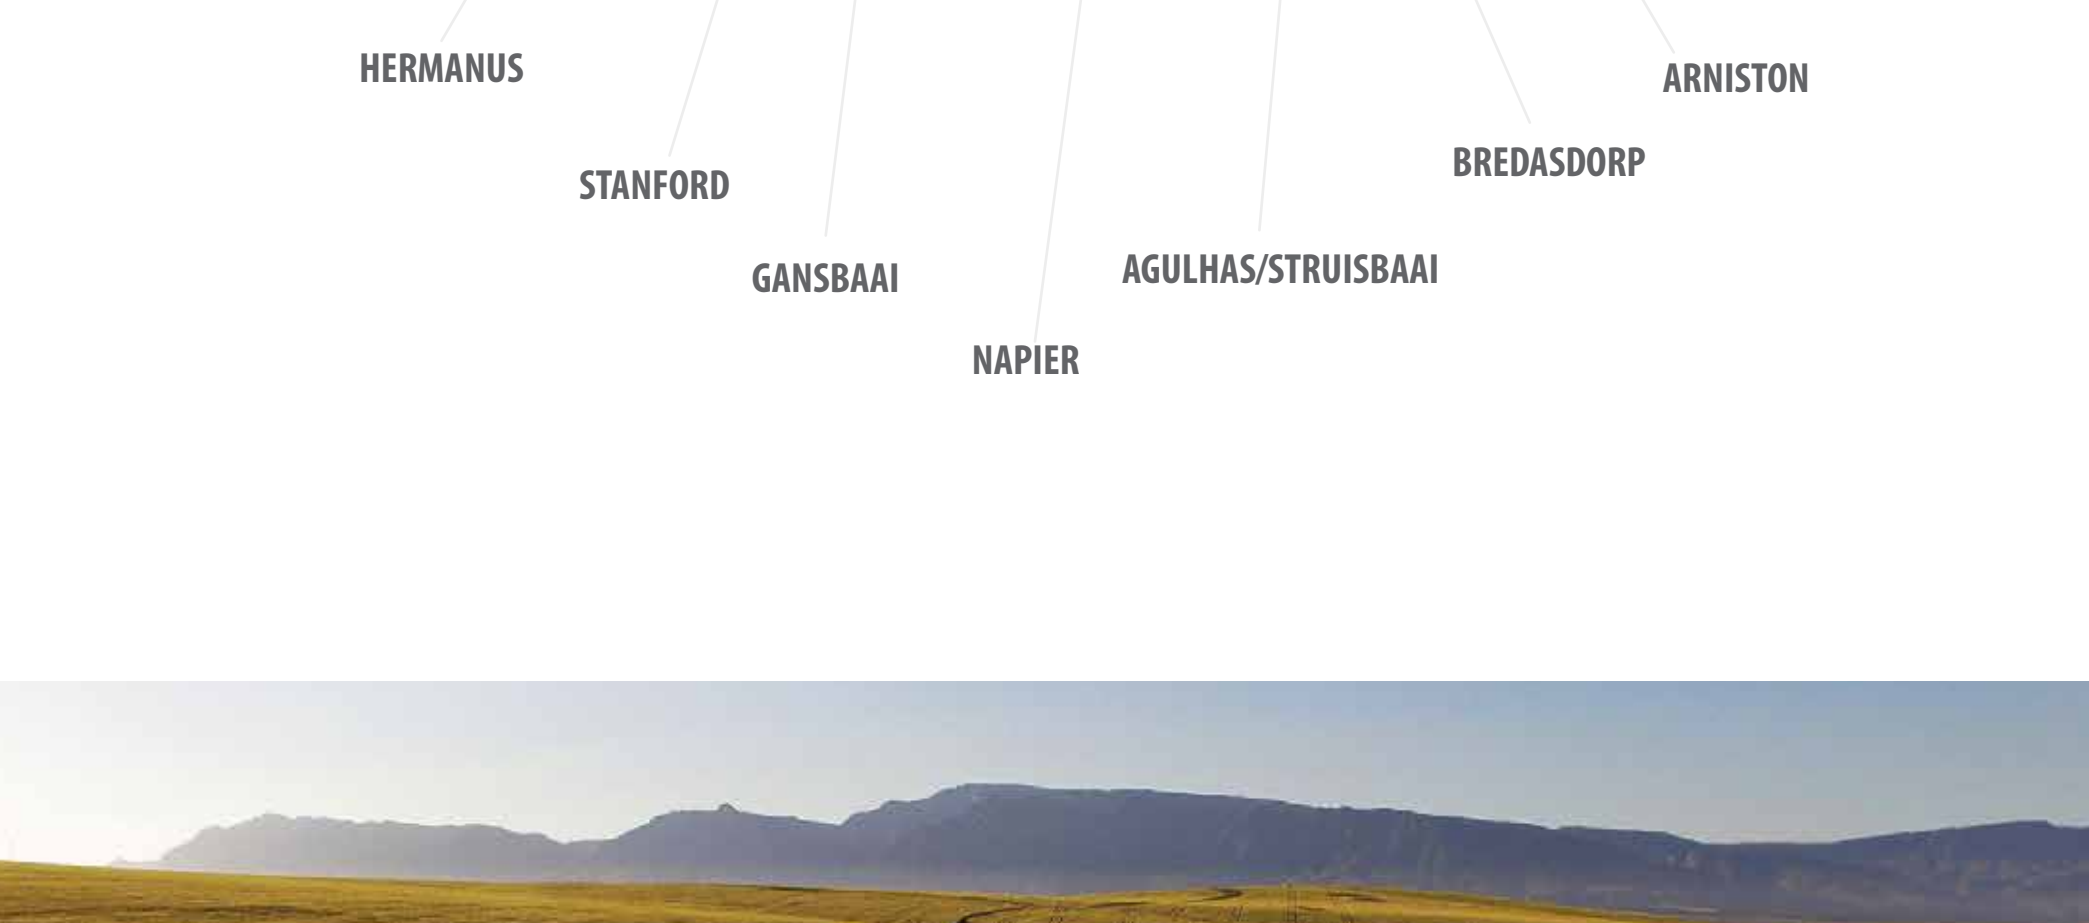 HERMANUS
STANFORD
GANSBAAI
NAPIER
AGULHAS/STRUISBAAI
BREDASDORP
ARNISTON